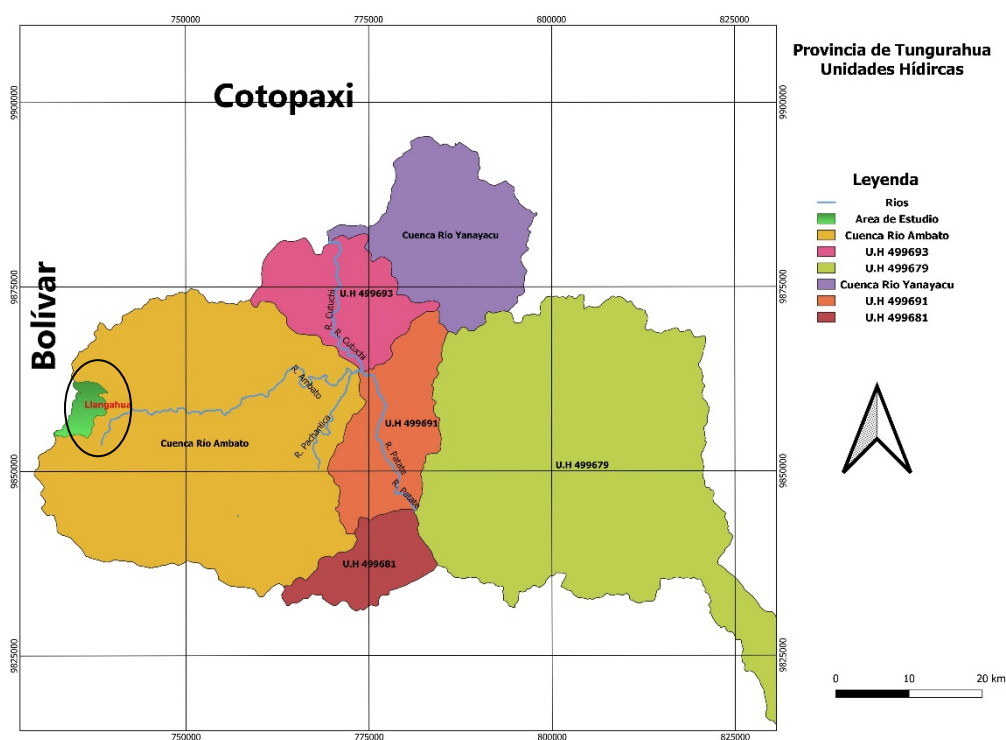 750000
775000
800000
825000
Provincia de Tungurahua
Unidades Hídircas
Cotopaxi
Bolívar
9900000
9875000
9850000
9825000
9900000
9875000
9850000
9825000
Leyenda
Rios
Area de Estudio
Cuenca Rio Ambato
U.H 499693
U.H 499679
Cuenca Río Yanayacu
U.H 499691
U.H 499681
Cuenca Río Yanayacu
U.H 499693
R. Cutuchi
R. Cutuchi
R. Ambato
Llangahua
R. Pachanlica
Cuenca Río Ambato
U.H 499691
R. Patate
R. Patate
U.H 499679
U.H 499681
0 10 20 km
750000
775000
800000
825000